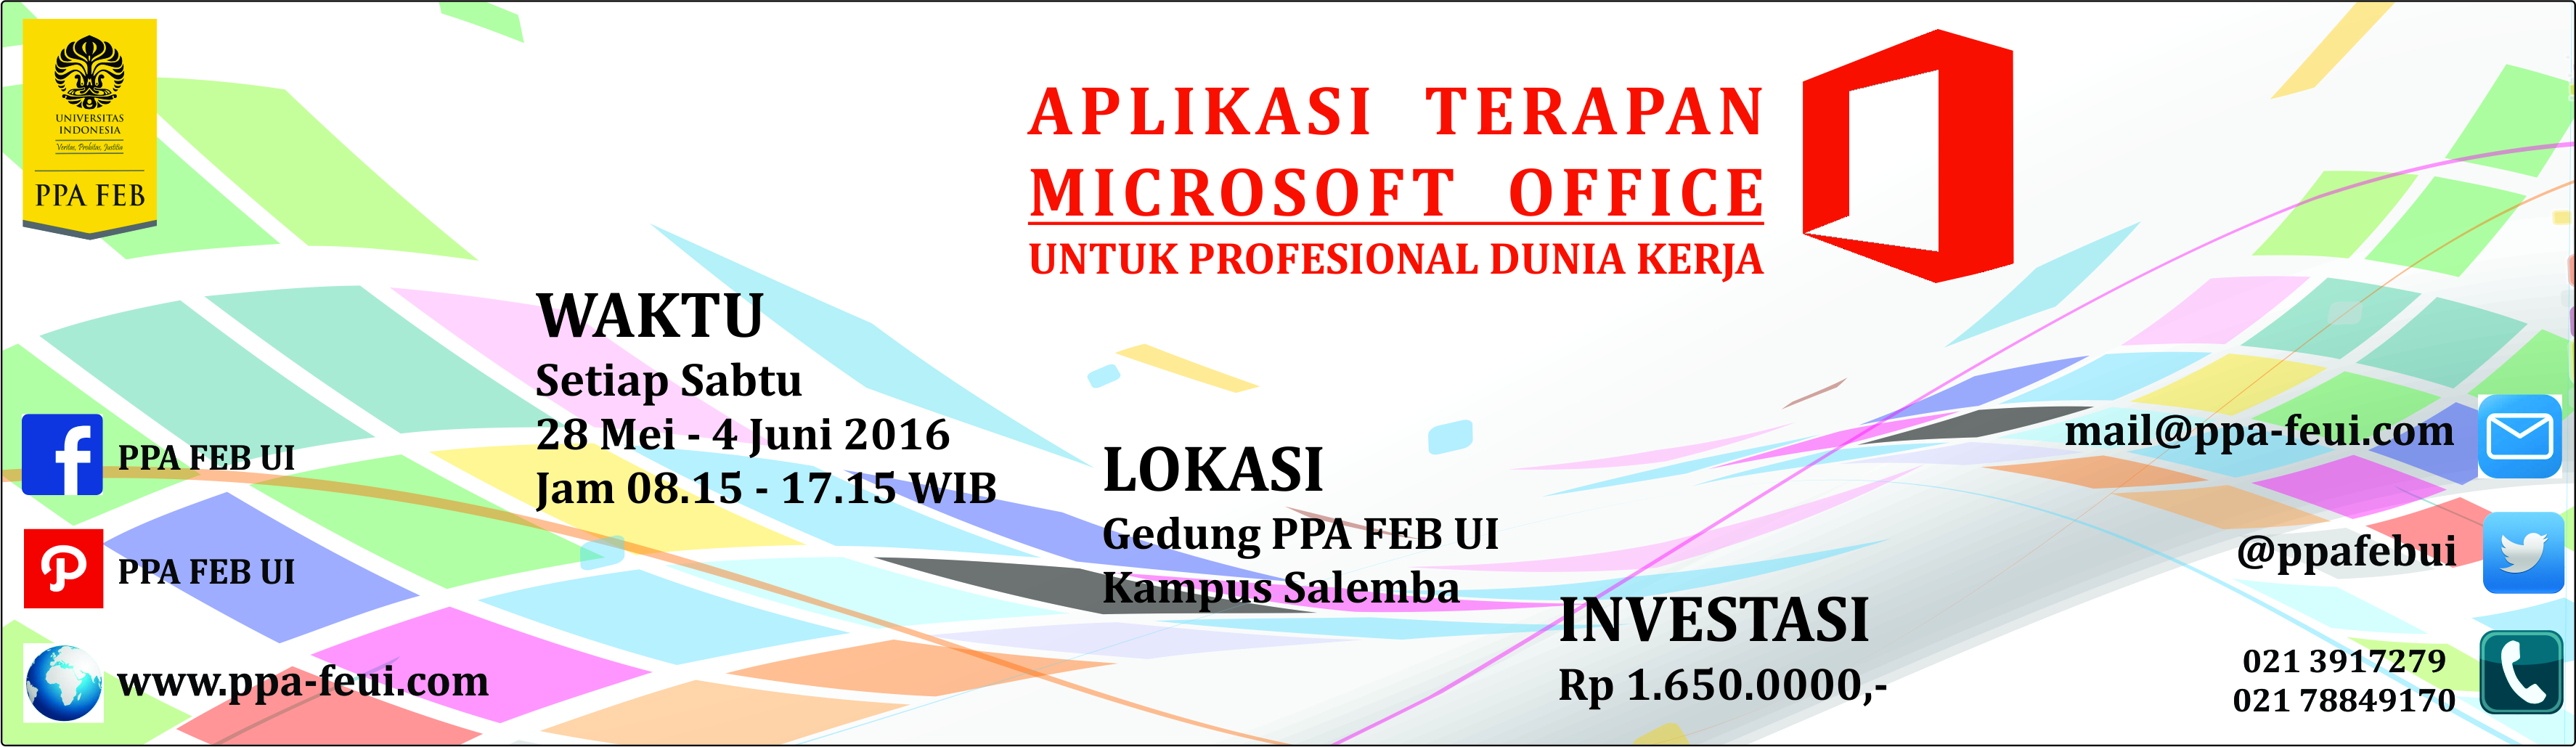 UNIVERSITAS
INDONESIA
Veritas, Probitas, Justitia
PPA FEB
APLIKASI TERAPAN
MICROSOFT OFFICE
UNTUK PROFESIONAL DUNIA KERJA
WAKTU
Setiap Sabtu
28 Mei - 4 Juni 2016
Jam 08.15 - 17.15 WIB
LOKASI
Gedung PPA FEB UI
Kampus Salemba
INVESTASI
Rp 1.650.0000,-
PPA FEB UI
PPA FEB UI
www.ppa-feui.com
mail@ppa-feui.com
@ppafebui
021 3917279
021 78849170